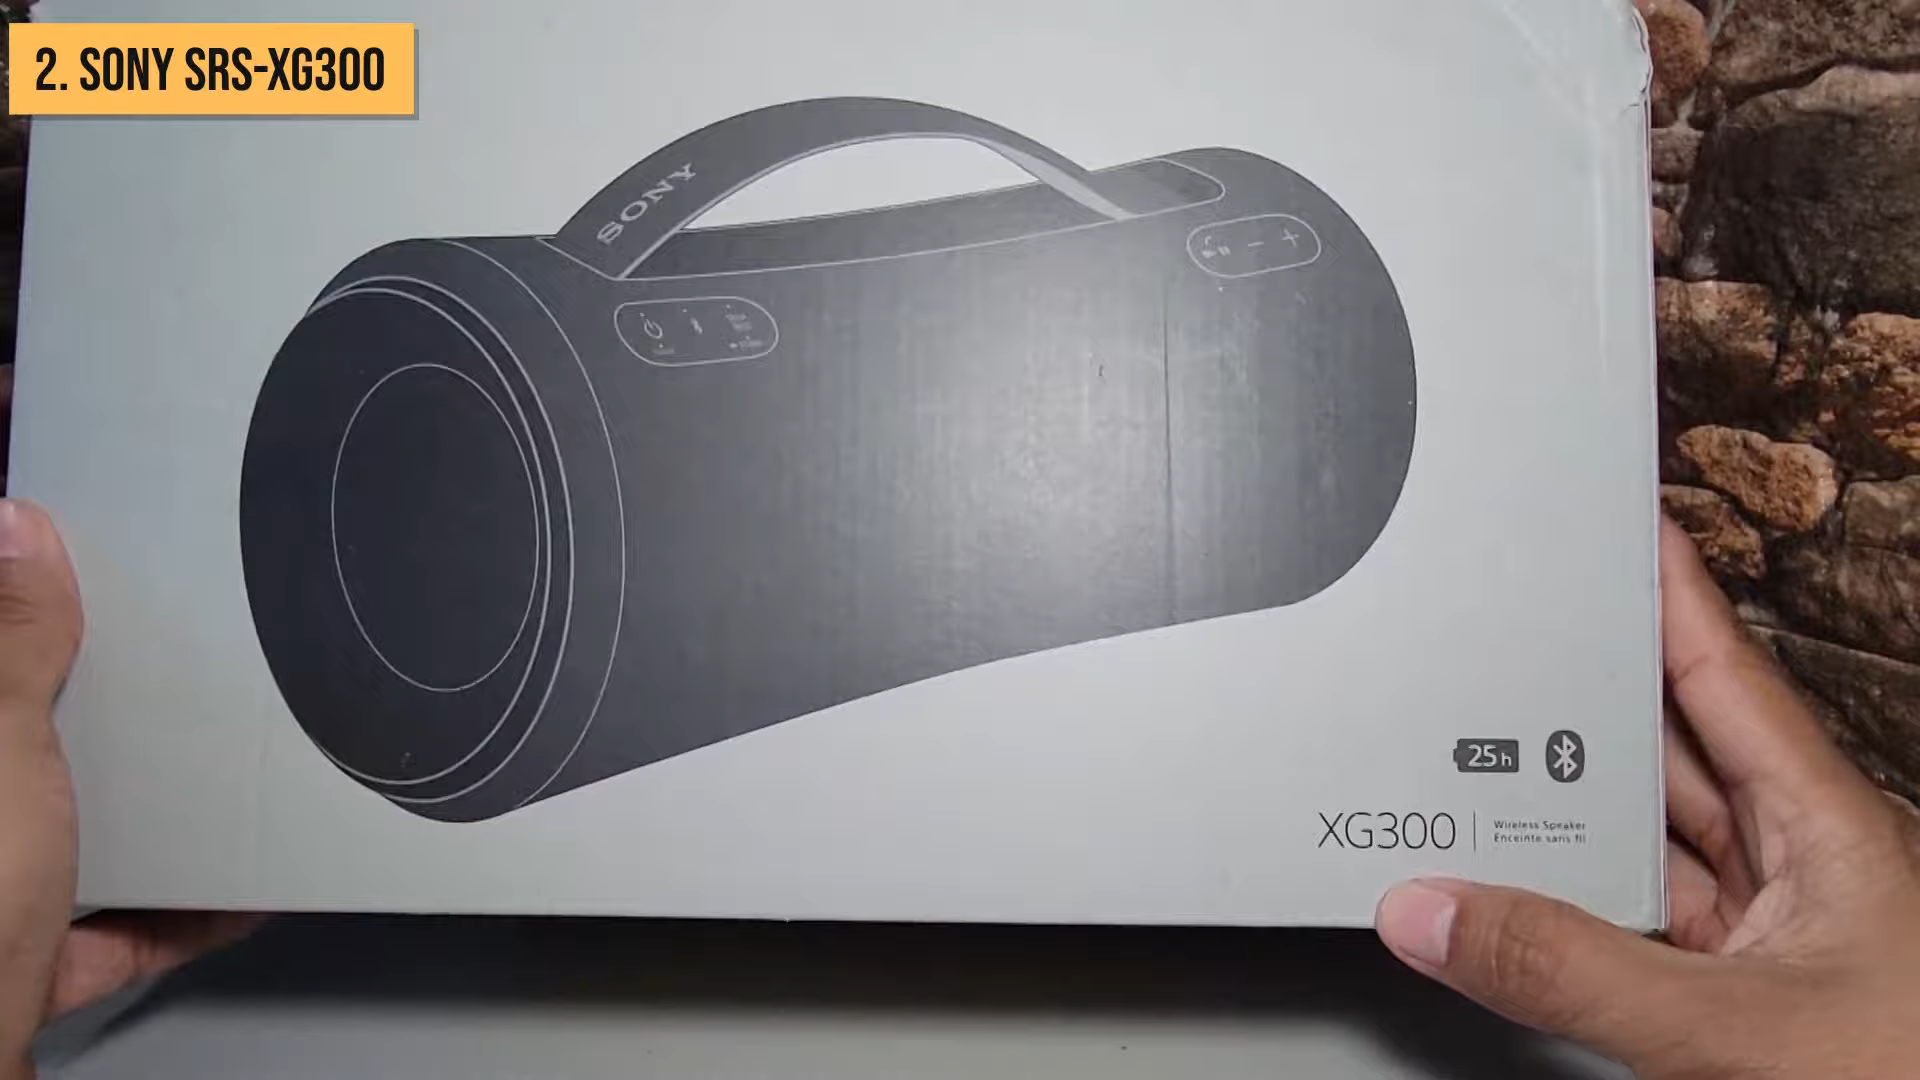 2. SONY SRS-XG300
SONY
25h
XG300
Wireless Speaker
Enceinte sans fil